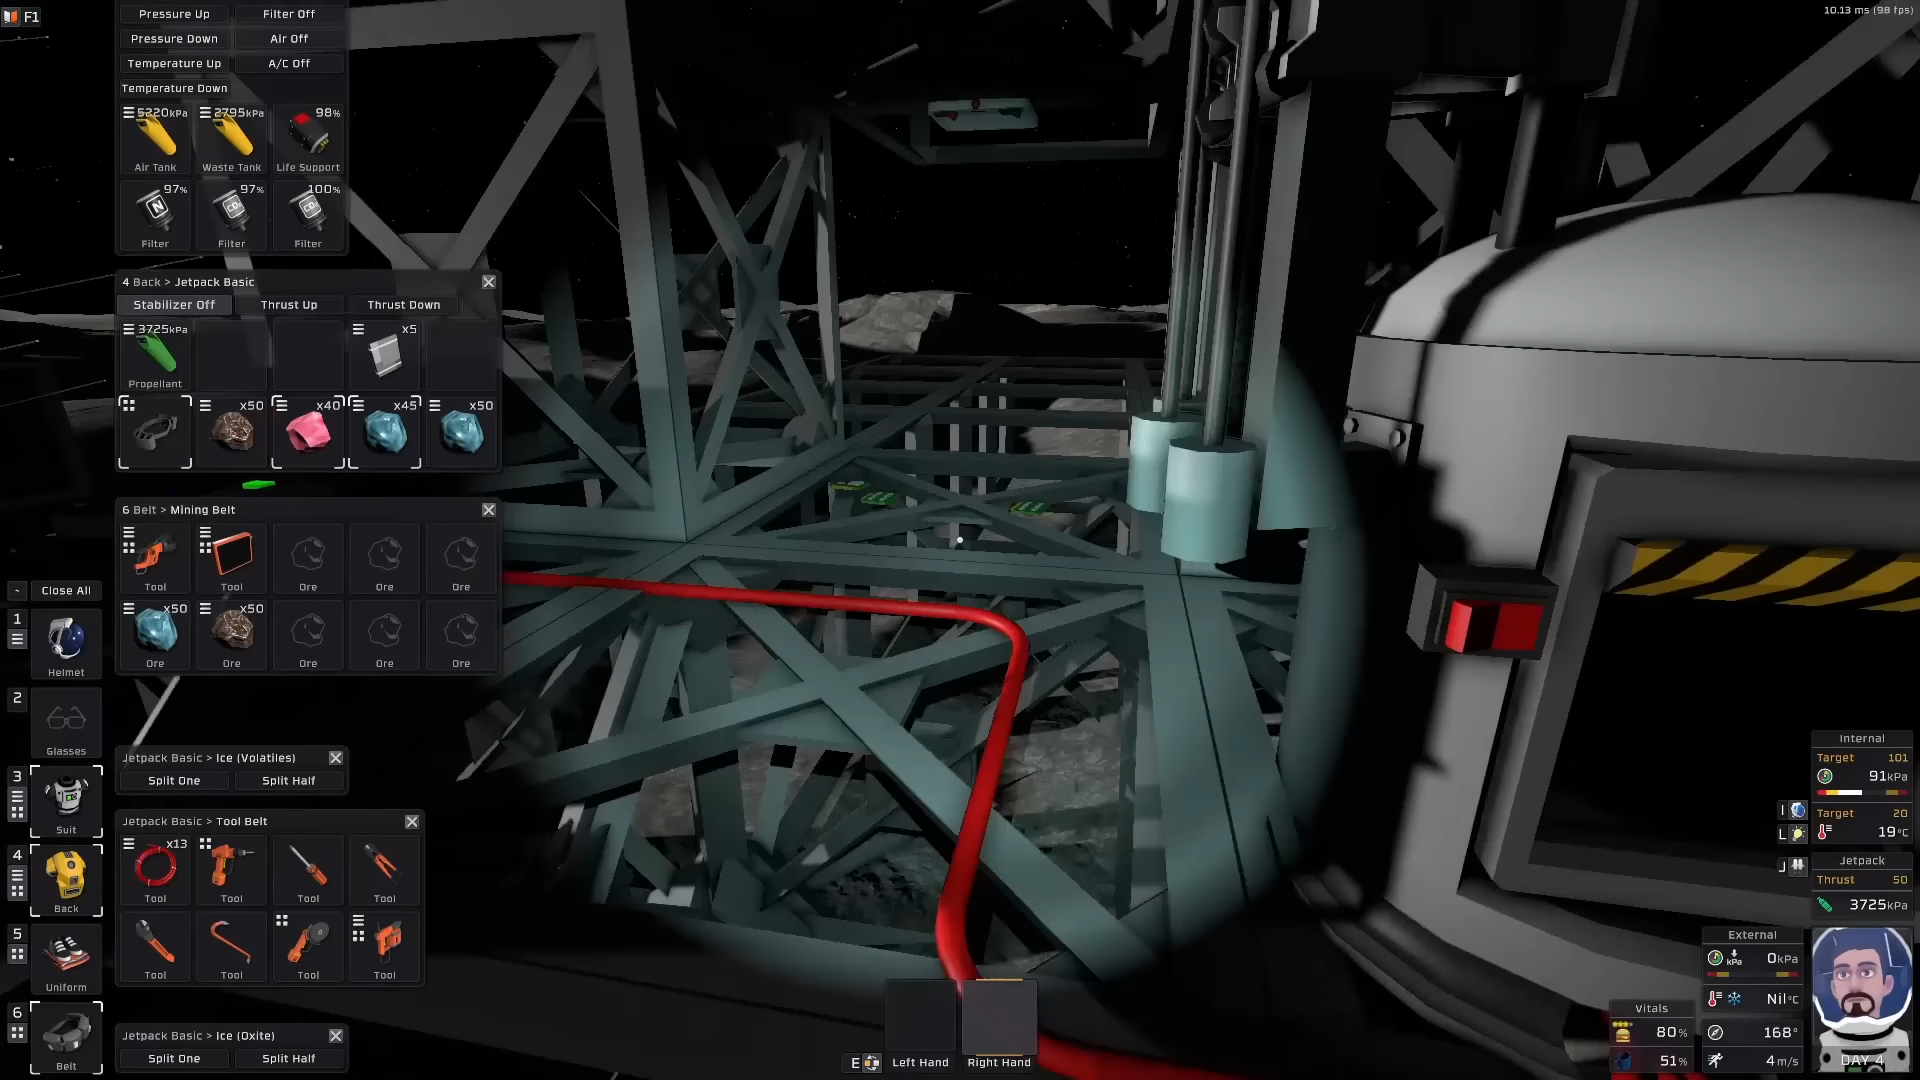 F1
10.13 ms (98 fps)
Pressure Up Filter Off
Pressure Down Air Off
Temperature Up A/C Off
Temperature Down
5220kPa 2795kPa 98%
Air Tank Waste Tank Life Support
97% 97% 100%
N CO₂ CO₂
Filter Filter Filter
4 Back > Jetpack Basic
Stabilizer Off Thrust Up Thrust Down
3725kPa x5
Propellant
x50 x40 x45 x50
6 Belt > Mining Belt
Tool Tool Ore Ore Ore
x50 x50
Ore Ore Ore Ore Ore
~ Close All
1
Helmet
2
Glasses
3
Suit
4
Back
5
Uniform
6
Belt
Jetpack Basic > Ice (Volatiles)
Split One Split Half
Jetpack Basic > Tool Belt
x13
Tool Tool Tool Tool
Tool Tool Tool Tool
Jetpack Basic > Ice (Oxite)
Split One Split Half
E Left Hand Right Hand
Internal
Target 101
91kPa
I
Target 20
L 19°C
J Jetpack
Thrust 50
3725kPa
External
kPa 0kPa
Nil°C
168°
4m/s
Vitals
80%
51%
DAY 4